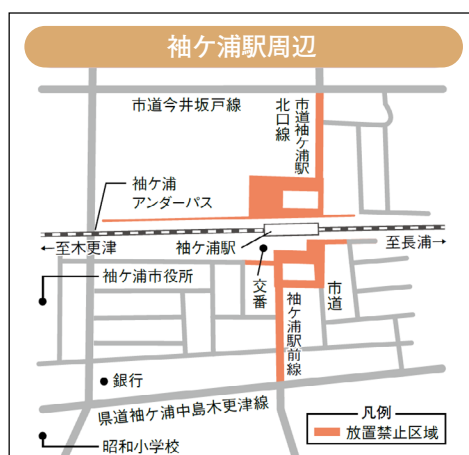 袖ケ浦駅周辺
市道今井坂戸線
市道袖ケ浦駅
北口線
袖ケ浦
アンダーパス
←至木更津
袖ケ浦駅
至長浦→
袖ケ浦市役所
交番
袖ケ浦駅前線
市道
銀行
県道袖ケ浦中島木更津線
昭和小学校
凡例
放置禁止区域